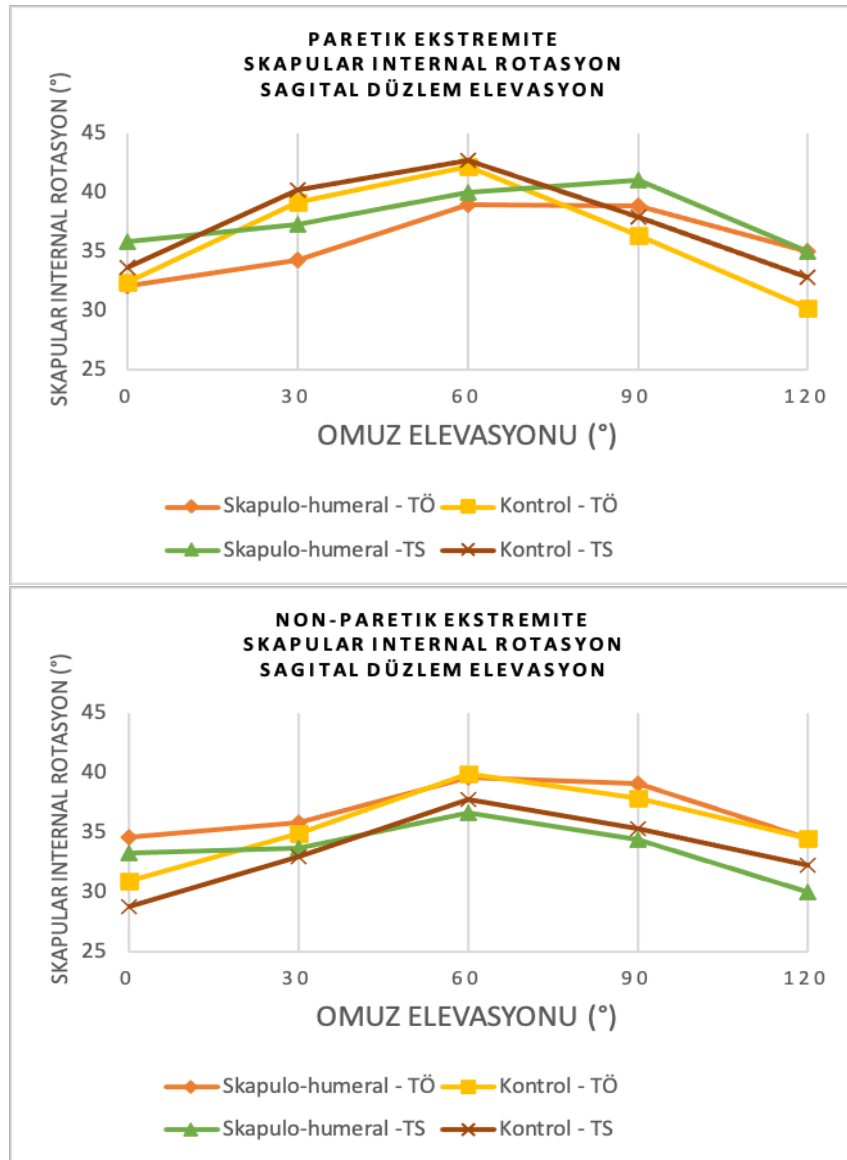 PARETIK EKSTREMITE
SKAPULAR INTERNAL ROTASYON
SAGITAL DÜZLEM ELEVASYON
SKAPULAR INTERNAL ROTASYON (°)
45
40
35
30
25
0 30 60 90 120
OMUZ ELEVASYONU (°)
Skapulo-humeral - TÖ Kontrol - TÖ
Skapulo-humeral -TS Kontrol - TS
NON-PARETIK EKSTREMITE
SKAPULAR INTERNAL ROTASYON
SAGITAL DÜZLEM ELEVASYON
SKAPULAR INTERNAL ROTASYON (°)
45
40
35
30
25
0 30 60 90 120
OMUZ ELEVASYONU (°)
Skapulo-humeral - TÖ Kontrol - TÖ
Skapulo-humeral -TS Kontrol - TS